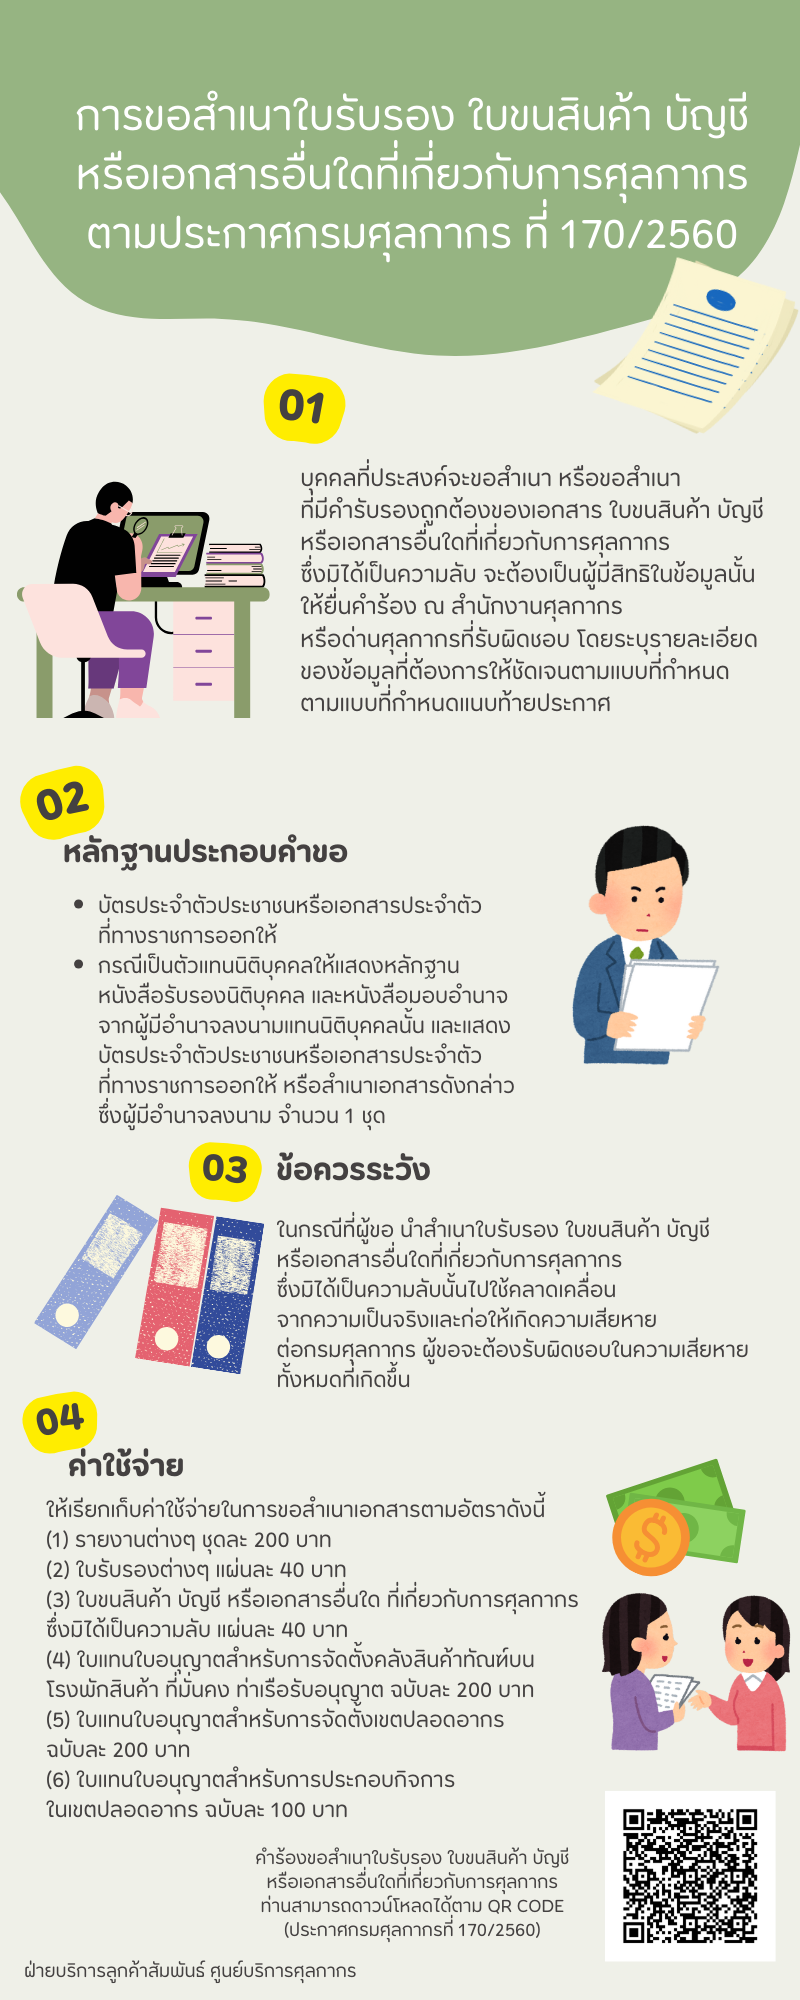 การขอสำเนาใบรับรอง ใบขนสินค้า บัญชี
หรือเอกสารอื่นใดที่เกี่ยวกับการศุลกากร
ตามประกาศกรมศุลกากร ที่ 170/2560
01
บุคคลที่ประสงค์จะขอสำเนา หรือขอสำเนา
ที่มีคำรับรองถูกต้องของเอกสาร ใบขนสินค้า บัญชี
หรือเอกสารอื่นใดที่เกี่ยวกับการศุลกากร
ซึ่งมิได้เป็นความลับ จะต้องเป็นผู้มีสิทธิในข้อมูลนั้น
ให้ยื่นคำร้อง ณ สำนักงานศุลกากร
หรือด่านศุลกากรที่รับผิดชอบ โดยระบุรายละเอียด
ของข้อมูลที่ต้องการให้ชัดเจนตามแบบที่กำหนด
ตามแบบที่กำหนดแนบท้ายประกาศ
02
หลักฐานประกอบคำขอ
• บัตรประจำตัวประชาชนหรือเอกสารประจำตัว
ที่ทางราชการออกให้
• กรณีเป็นตัวแทนนิติบุคคลให้แสดงหลักฐาน
หนังสือรับรองนิติบุคคล และหนังสือมอบอำนาจ
จากผู้มีอำนาจลงนามแทนนิติบุคคลนั้น และแสดง
บัตรประจำตัวประชาชนหรือเอกสารประจำตัว
ที่ทางราชการออกให้ หรือสำเนาเอกสารดังกล่าว
ซึ่งผู้มีอำนาจลงนาม จำนวน 1 ชุด
03 ข้อควรระวัง
ในกรณีที่ผู้ขอ นำสำเนาใบรับรอง ใบขนสินค้า บัญชี
หรือเอกสารอื่นใดที่เกี่ยวกับการศุลกากร
ซึ่งมิได้เป็นความลับนั้นไปใช้คลาดเคลื่อน
จากความเป็นจริงและก่อให้เกิดความเสียหาย
ต่อกรมศุลกากร ผู้ขอจะต้องรับผิดชอบในความเสียหาย
ทั้งหมดที่เกิดขึ้น
04
ค่าใช้จ่าย
ให้เรียกเก็บค่าใช้จ่ายในการขอสำเนาเอกสารตามอัตราดังนี้
(1) รายงานต่างๆ ชุดละ 200 บาท
(2) ใบรับรองต่างๆ แผ่นละ 40 บาท
(3) ใบขนสินค้า บัญชี หรือเอกสารอื่นใด ที่เกี่ยวกับการศุลกากร
ซึ่งมิได้เป็นความลับ แผ่นละ 40 บาท
(4) ใบแทนใบอนุญาตสำหรับการจัดตั้งคลังสินค้าทัณฑ์บน
โรงพักสินค้า ที่มั่นคง ท่าเรือรับอนุญาต ฉบับละ 200 บาท
(5) ใบแทนใบอนุญาตสำหรับการจัดตั้งเขตปลอดอากร
ฉบับละ 200 บาท
(6) ใบแทนใบอนุญาตสำหรับการประกอบกิจการ
ในเขตปลอดอากร ฉบับละ 100 บาท
คำร้องขอสำเนาใบรับรอง ใบขนสินค้า บัญชี
หรือเอกสารอื่นใดที่เกี่ยวกับการศุลกากร
ท่านสามารถดาวน์โหลดได้ตาม QR CODE
(ประกาศกรมศุลกากรที่ 170/2560)
ฝ่ายบริการลูกค้าสัมพันธ์ ศูนย์บริการศุลกากร